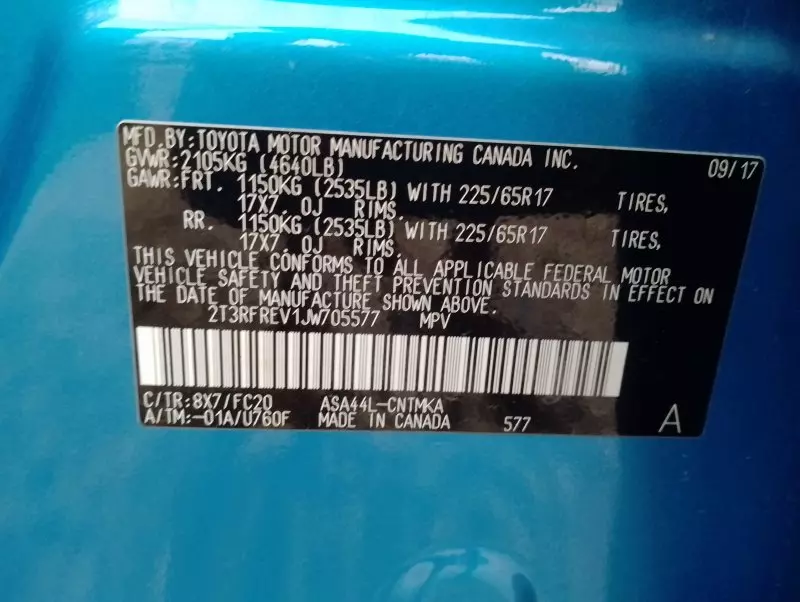 MFD. BY: TOYOTA MOTOR MANUFACTURING CANADA INC.
GVWR: 2105KG (4640LB) 09/17
GAWR: FRT. 1150KG (2535LB) WITH 225/65R17 TIRES,
17X7. 0J RIMS.
RR. 1150KG (2535LB) WITH 225/65R17 TIRES,
17X7. 0J RIMS.
THIS VEHICLE CONFORMS TO ALL APPLICABLE FEDERAL MOTOR
VEHICLE SAFETY AND THEFT PREVENTION STANDARDS IN EFFECT ON
THE DATE OF MANUFACTURE SHOWN ABOVE.
2T3RFREV1JW705577 MPV
C/TR: 8X7/FC20 ASA44L-CNTMKA
A/TM: -01A/U760F MADE IN CANADA 577 A